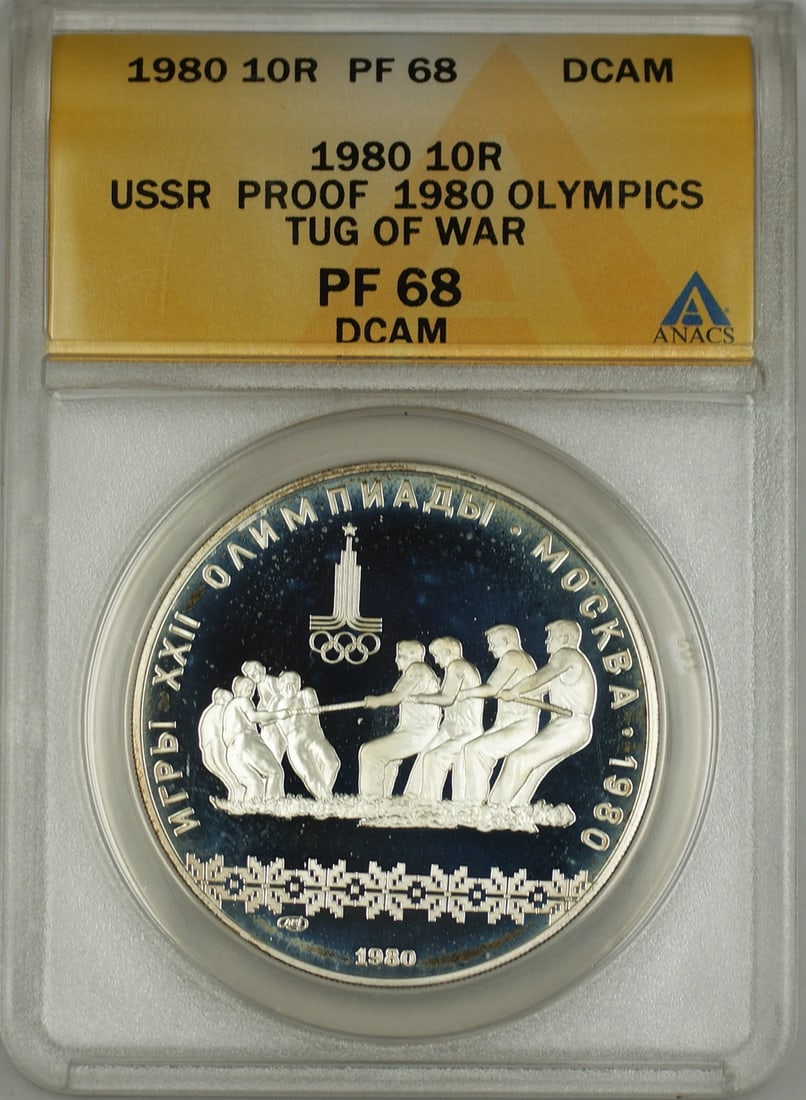 1980 10R PF 68 DCAM
1980 10R
USSR PROOF 1980 OLYMPICS
TUG OF WAR
PF 68
DCAM
ANACS
ИГРЫ XXII ОЛИМПИАДЫ · МОСКВА · 1980
1980